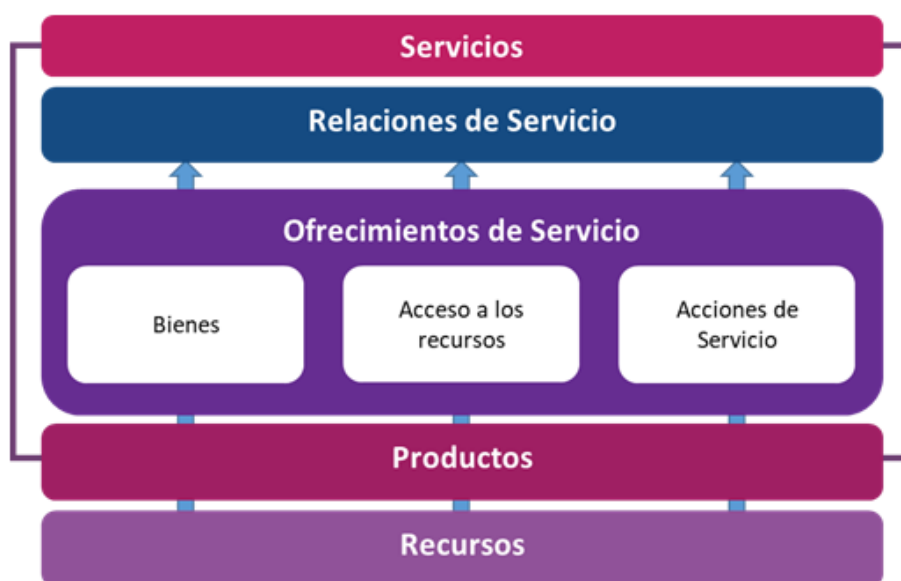 Servicios
Relaciones de Servicio
Ofrecimientos de Servicio
Bienes
Acceso a los
recursos
Acciones de
Servicio
Productos
Recursos